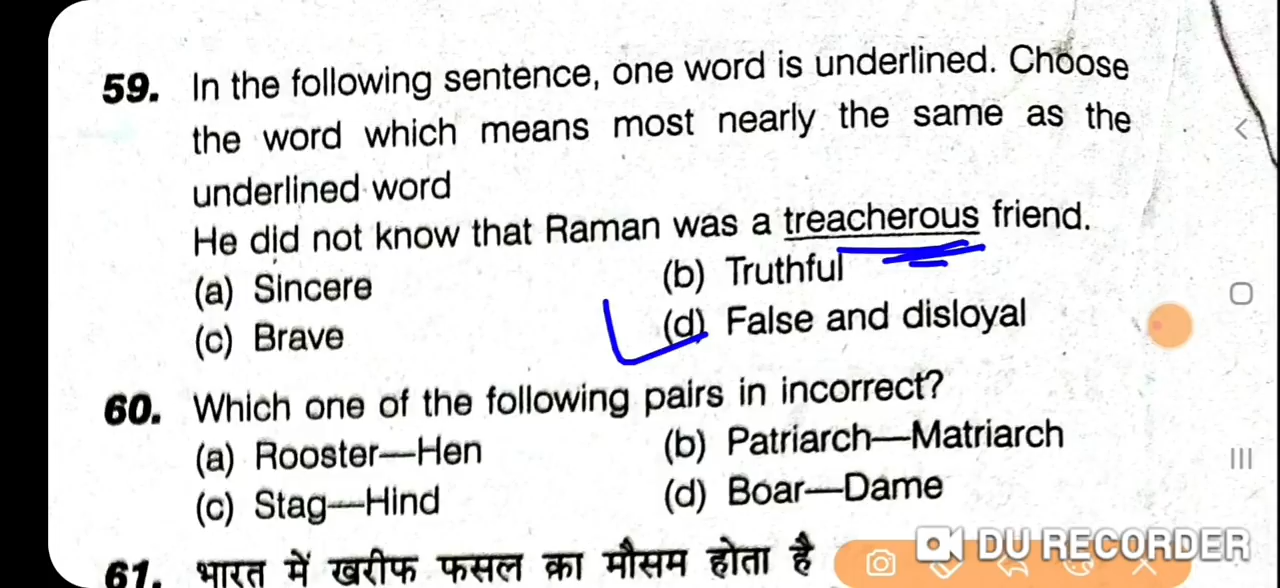 59. In the following sentence, one word is underlined. Choose
the word which means most nearly the same as the
underlined word
He did not know that Raman was a treacherous friend.
(a) Sincere (b) Truthful
(c) Brave (d) False and disloyal
60. Which one of the following pairs in incorrect?
(a) Rooster—Hen (b) Patriarch—Matriarch
(c) Stag—Hind (d) Boar—Dame
61. भारत में खरीफ फसल का मौसम होता है
DU RECORDER